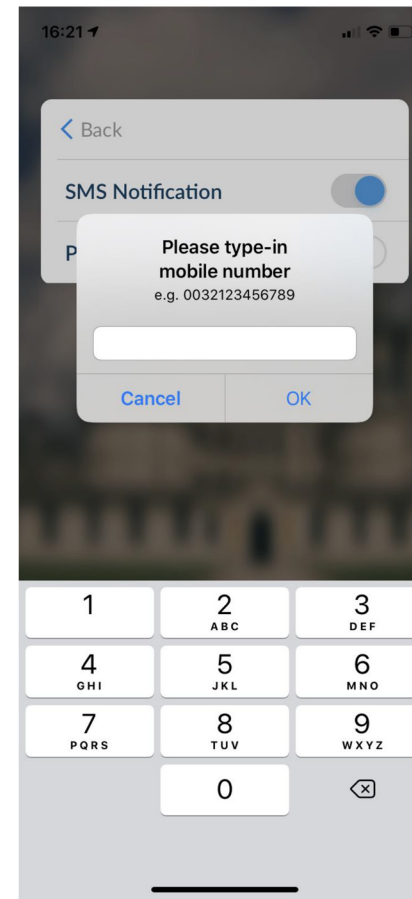 16:21
Back
SMS Notification
P
Please type-in
mobile number
e.g. 0032123456789
Cancel OK
1 2 3
ABC DEF
4 5 6
GHI JKL MNO
7 8 9
PQRS TUV WXYZ
0